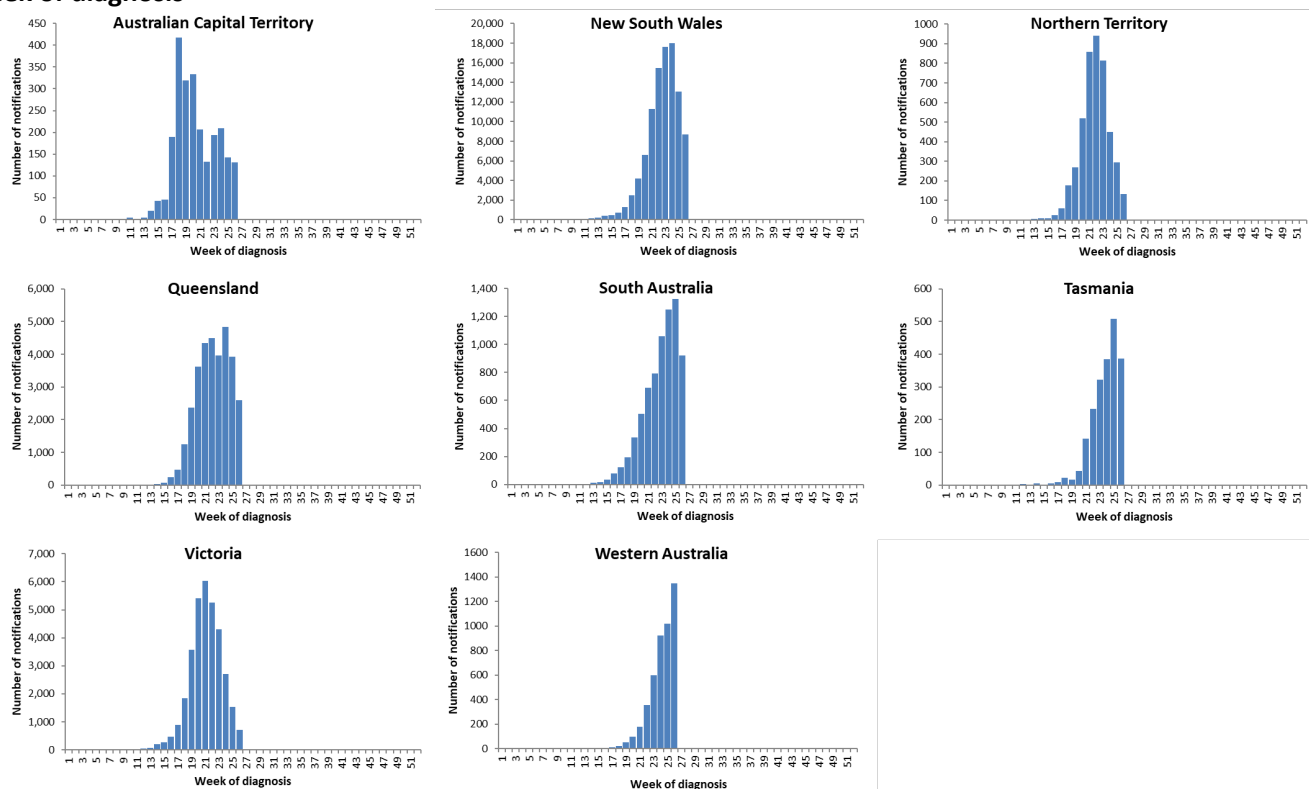 of diagnosis
Australian Capital Territory
Number of notifications
450
400
350
300
250
200
150
100
50
0
1 3 5 7 9 11 13 15 17 19 21 23 25 27 29 31 33 35 37 39 41 43 45 47 49 51
Week of diagnosis
New South Wales
Number of notifications
20,000
18,000
16,000
14,000
12,000
10,000
8,000
6,000
4,000
2,000
0
1 3 5 7 9 11 13 15 17 19 21 23 25 27 29 31 33 35 37 39 41 43 45 47 49 51
Week of diagnosis
Northern Territory
Number of notifications
1000
900
800
700
600
500
400
300
200
100
0
1 3 5 7 9 11 13 15 17 19 21 23 25 27 29 31 33 35 37 39 41 43 45 47 49 51
Week of diagnosis
Queensland
Number of notifications
6,000
5,000
4,000
3,000
2,000
1,000
0
1 3 5 7 9 11 13 15 17 19 21 23 25 27 29 31 33 35 37 39 41 43 45 47 49 51
Week of diagnosis
South Australia
Number of notifications
1,400
1,200
1,000
800
600
400
200
0
1 3 5 7 9 11 13 15 17 19 21 23 25 27 29 31 33 35 37 39 41 43 45 47 49 51
Week of diagnosis
Tasmania
Number of notifications
600
500
400
300
200
100
0
1 3 5 7 9 11 13 15 17 19 21 23 25 27 29 31 33 35 37 39 41 43 45 47 49 51
Week of diagnosis
Victoria
Number of notifications
7,000
6,000
5,000
4,000
3,000
2,000
1,000
0
1 3 5 7 9 11 13 15 17 19 21 23 25 27 29 31 33 35 37 39 41 43 45 47 49 51
Week of diagnosis
Western Australia
Number of notifications
1600
1400
1200
1000
800
600
400
200
0
1 3 5 7 9 11 13 15 17 19 21 23 25 27 29 31 33 35 37 39 41 43 45 47 49 51
Week of diagnosis